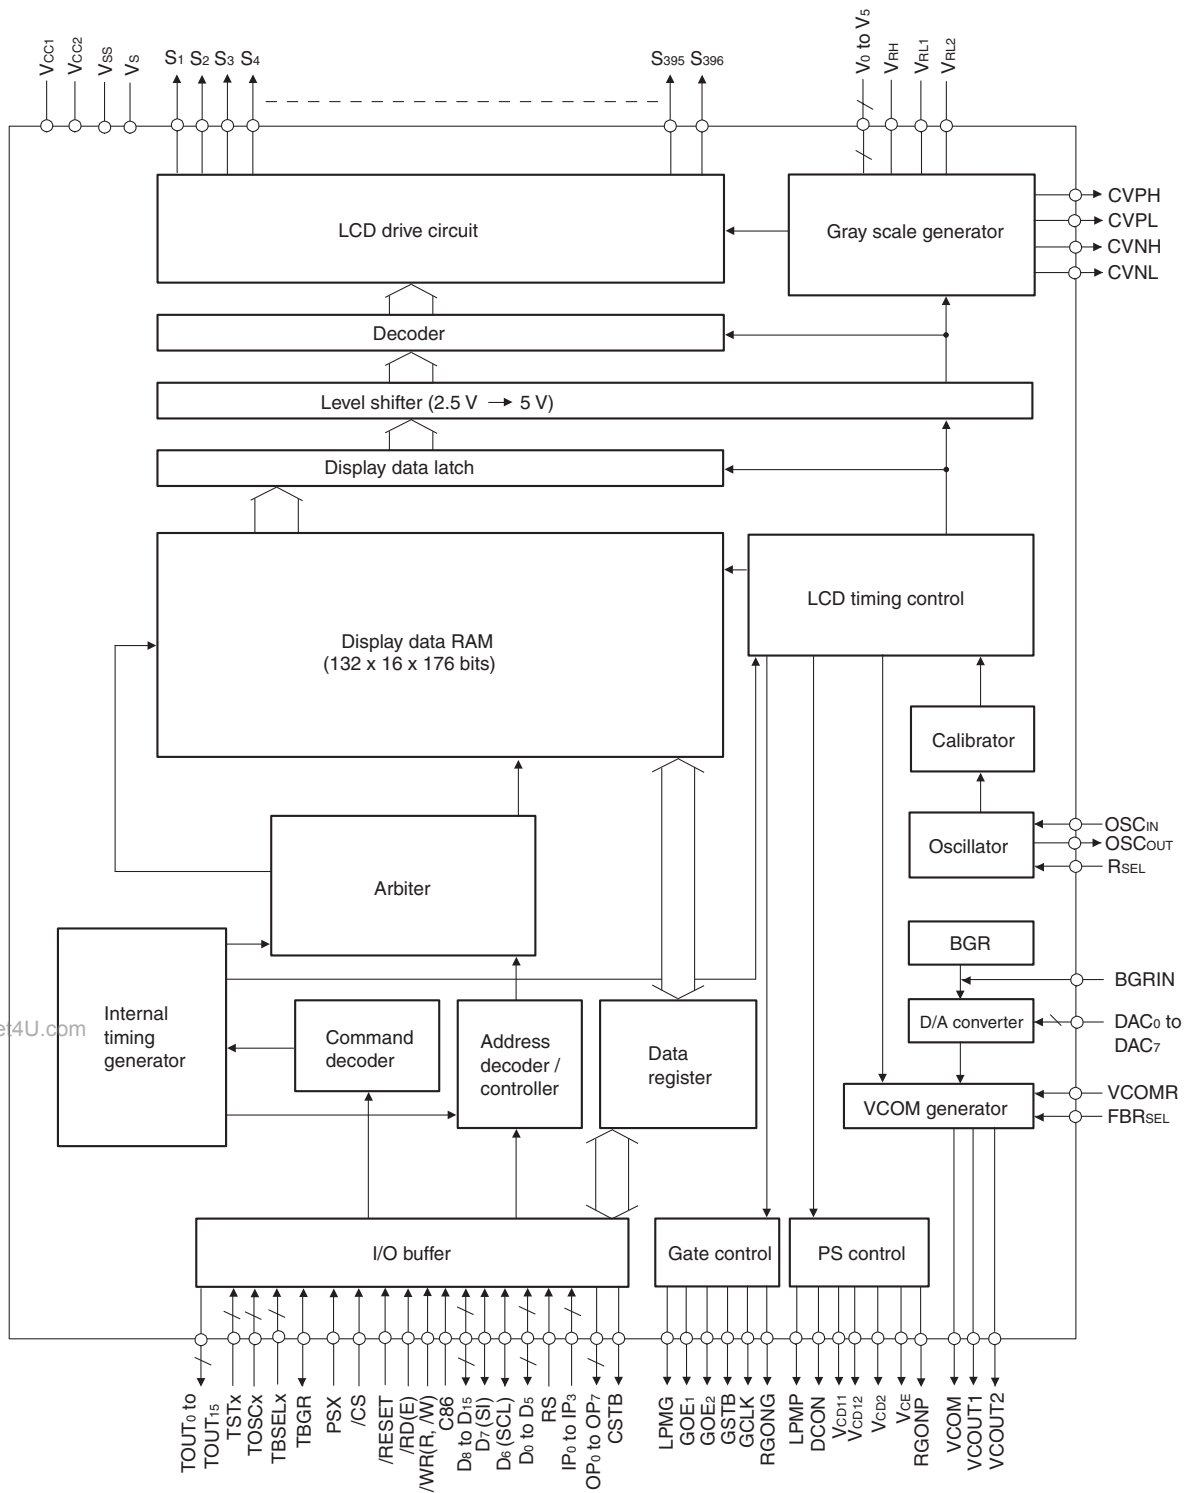 VCC1 VCC2 VSS VS S1 S2 S3 S4 S395 S396 V0 to V5 VRH VRL1 VRL2
LCD drive circuit
Gray scale generator
CVPH
CVPL
CVNH
CVNL
Decoder
Level shifter (2.5 V → 5 V)
Display data latch
Display data RAM
(132 x 16 x 176 bits)
LCD timing control
Calibrator
Oscillator
OSCIN
OSCOUT
RSEL
Arbiter
BGR
BGRIN
D/A converter
DAC0 to
DAC7
Internal
timing
generator
et4U.com
Command
decoder
Address
decoder /
controller
Data
register
VCOM generator
VCOMR
FBRSEL
I/O buffer
Gate control
PS control
TOUT0 to
TOUT15
TSTx
TOSCx
TBSELx
TBGR
PSX
/CS
/RESET
/RD(E)
/WR(R, /W)
C86
D8 to D15
D7 (SI)
D6 (SCL)
D0 to D5
RS
IP0 to IP3
OP0 to OP7
CSTB
LPMG
GOE1
GOE2
GSTB
GCLK
RGONG
LPMP
DCON
VCD11
VCD12
VCD2
VCE
RGONP
VCOM
VCOUT1
VCOUT2